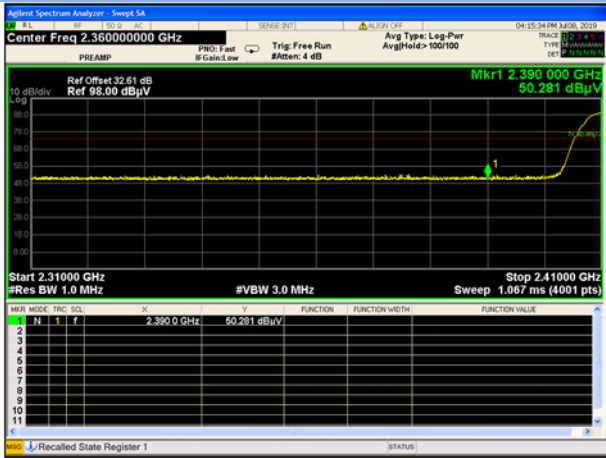 Agilent Spectrum Analyzer - Swept SA
RL RF 50 Ω AC SENSE:INT ALIGN OFF 04:15:34 PM Jul 08, 2019
Center Freq 2.360000000 GHz Avg Type: Log-Pwr TRACE 1 2 3 4 5 6
PNO: Fast Trig: Free Run Avg|Hold:>100/100 TYPE
PREAMP IFGain:Low #Atten: 4 dB DET P N N N N N
Mkr1 2.390 000 GHz
Ref Offset 32.61 dB
10 dB/div Ref 98.00 dBµV 50.281 dBµV
Log
88.0
78.0
68.0
58.0
1
48.0
38.0
28.0
18.0
8.00
Start 2.31000 GHz Stop 2.41000 GHz
#Res BW 1.0 MHz #VBW 3.0 MHz Sweep 1.067 ms (4001 pts)
MKR MODE TRC SCL X Y FUNCTION FUNCTION WIDTH FUNCTION VALUE
1 N 1 f 2.390 0 GHz 50.281 dBµV
2
3
4
5
6
7
8
9
10
11
MSG Recalled State Register 1 STATUS